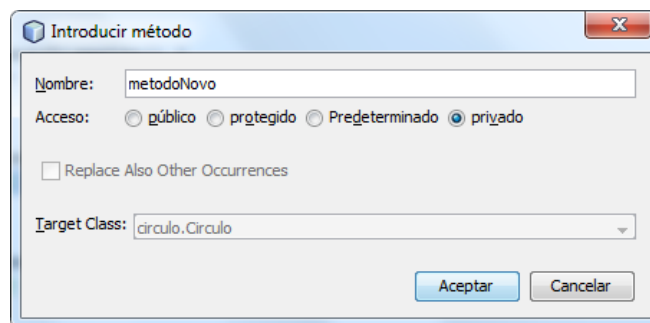 Introducir método
Nombre: metodoNovo
Acceso: público protegido Predeterminado privado
Replace Also Other Occurrences
Target Class: circulo.Circulo
Aceptar Cancelar